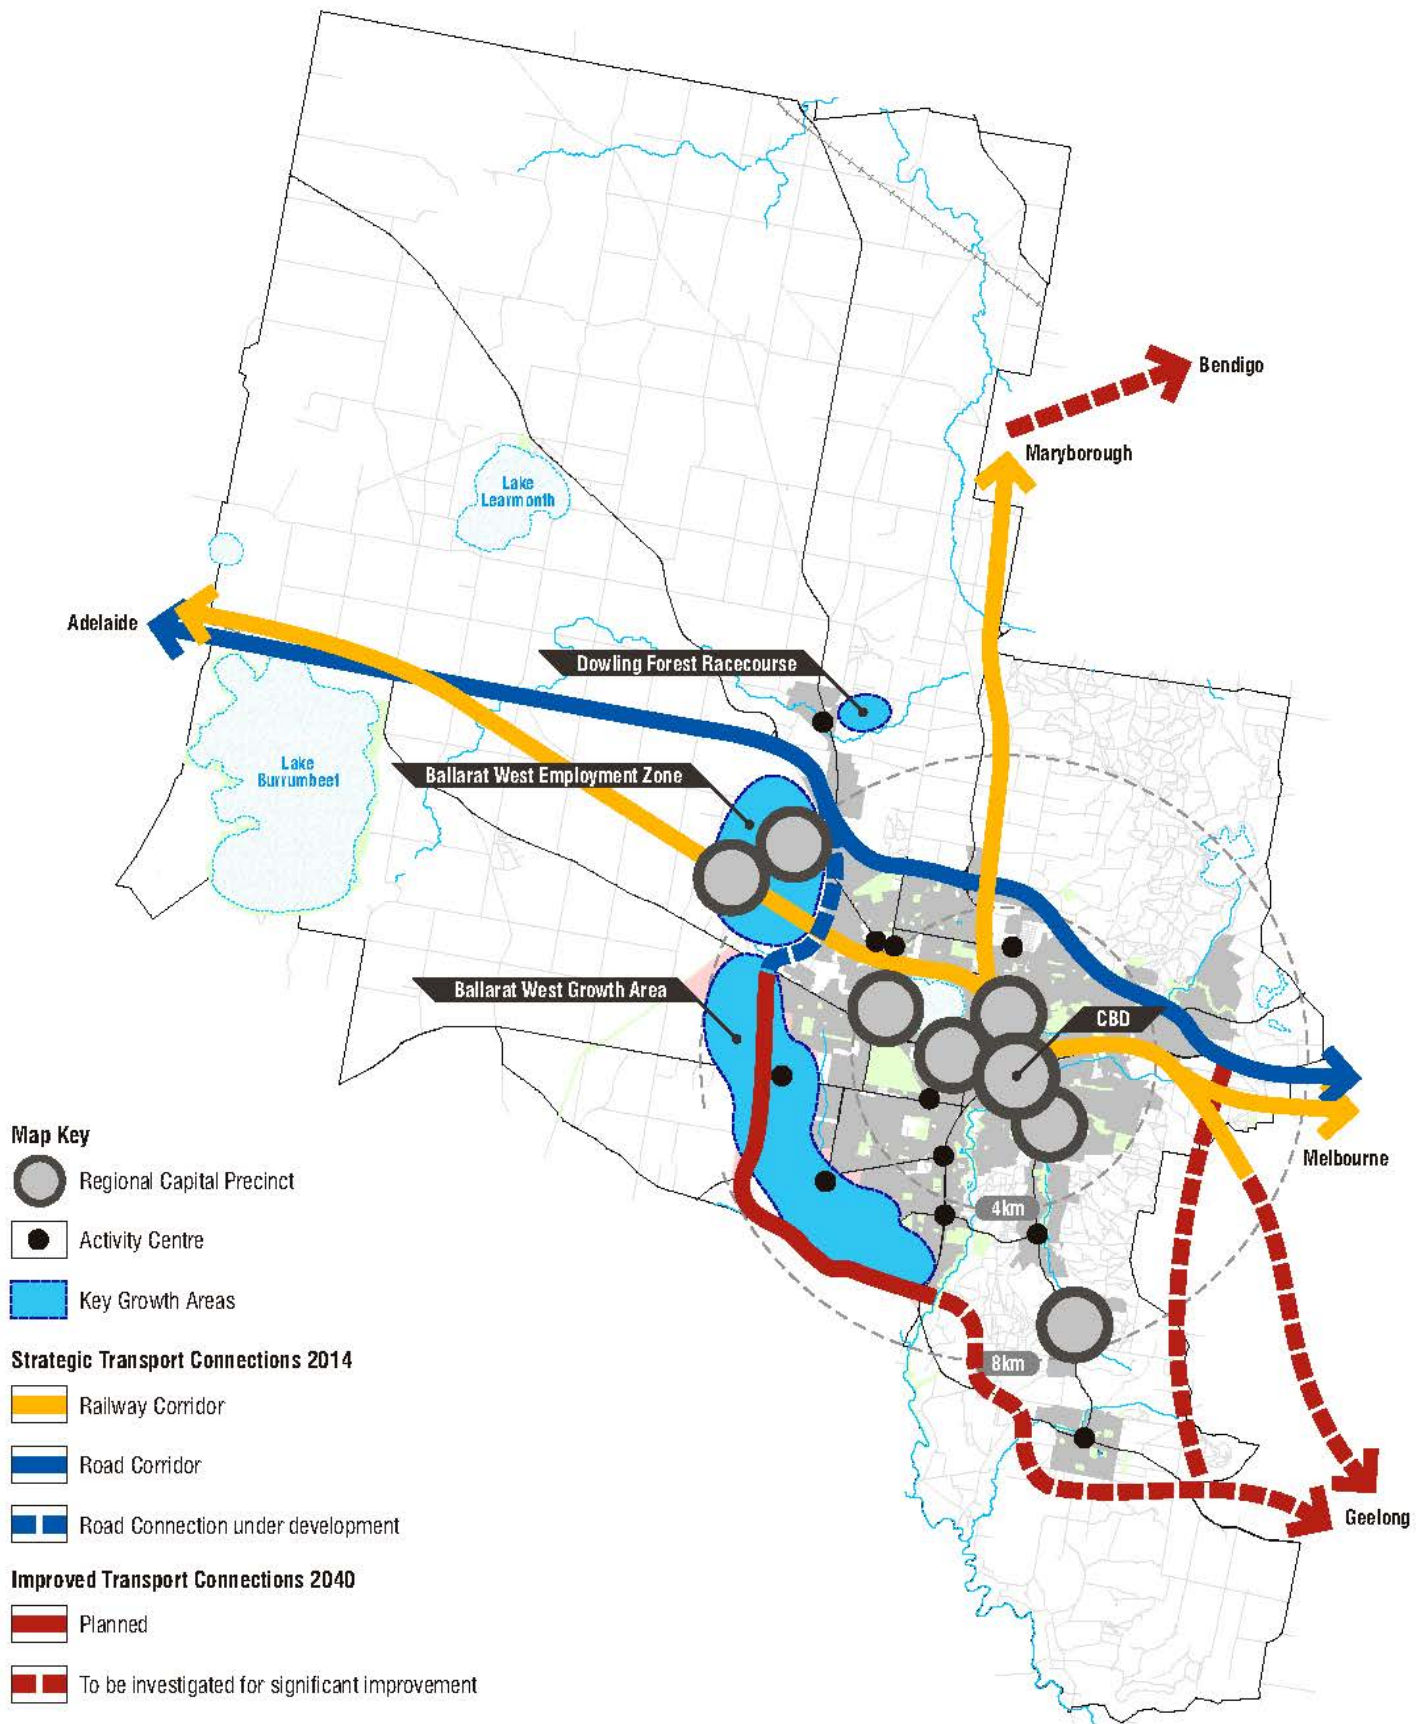 Bendigo
Maryborough
Lake
Learmonth
Adelaide
Dowling Forest Racecourse
Lake
Burrumbeet
Ballarat West Employment Zone
Ballarat West Growth Area
CBD
Melbourne
4km
8km
Geelong
Map Key
Regional Capital Precinct
Activity Centre
Key Growth Areas
Strategic Transport Connections 2014
Railway Corridor
Road Corridor
Road Connection under development
Improved Transport Connections 2040
Planned
To be investigated for significant improvement